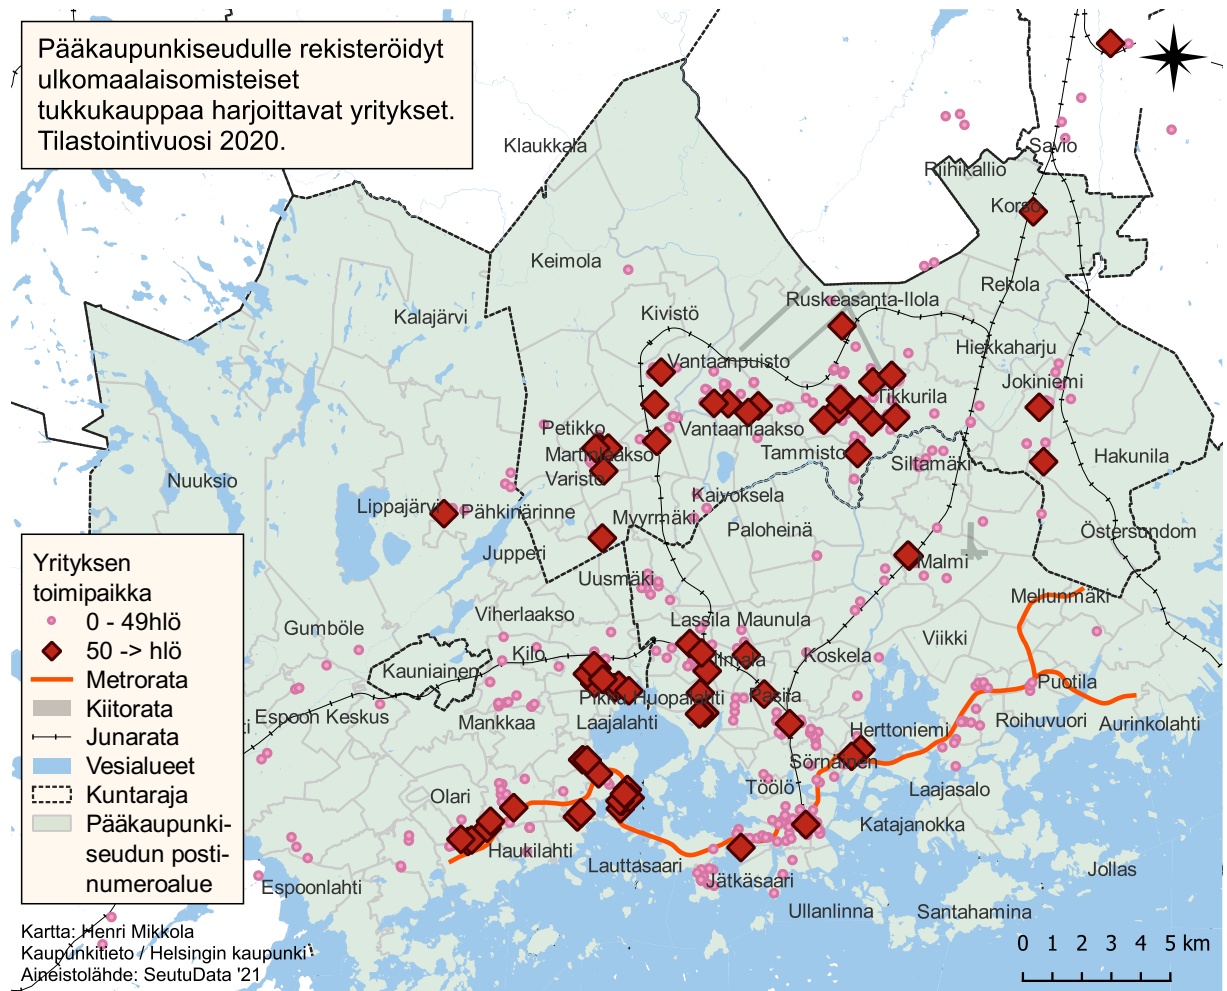 Pääkaupunkiseudulle rekisteröidyt
ulkomaalaisomisteiset
tukkukauppaa harjoittavat yritykset.
Tilastointivuosi 2020.
Klaukkala
Savio
Riihikallio
Korso
Keimola
Rekola
Ruskeasanta-Ilola
Kivistö
Kalajärvi
Hiekkaharju
Vantaanpuisto
Jokiniemi
Tikkurila
Petikko
Vantaanlaakso
Martinlaakso
Tammisto
Hakunila
Siltamäki
Varisto
Nuuksio
Kaivoksela
Lippajärvi
Pähkinärinne
Myyrmäki
Paloheinä
Östersundom
Jupperi
Malmi
Uusmäki
Mellunmäki
Viherlaakso
Lassila
Maunula
Gumböle
Viikki
Kilo
Koskela
Ilmala
Kauniainen
Puotila
Pikku Huopalahti
Pasila
Espoon Keskus
Mankkaa
Laajalahti
Roihuvuori
Aurinkolahti
Herttoniemi
Sörnäinen
Töölö
Laajasalo
Olari
Katajanokka
Haukilahti
Lauttasaari
Jollas
Jätkäsaari
Espoonlahti
Ullanlinna
Santahamina
Yrityksen
toimipaikka
0 - 49hlö
50 -> hlö
Metrorata
Kiitorata
Junarata
Vesialueet
Kuntaraja
Pääkaupunki-
seudun posti-
numeroalue
Kartta: Henri Mikkola
Kaupunkitieto / Helsingin kaupunki
Aineistolähde: SeutuData '21
0 1 2 3 4 5 km